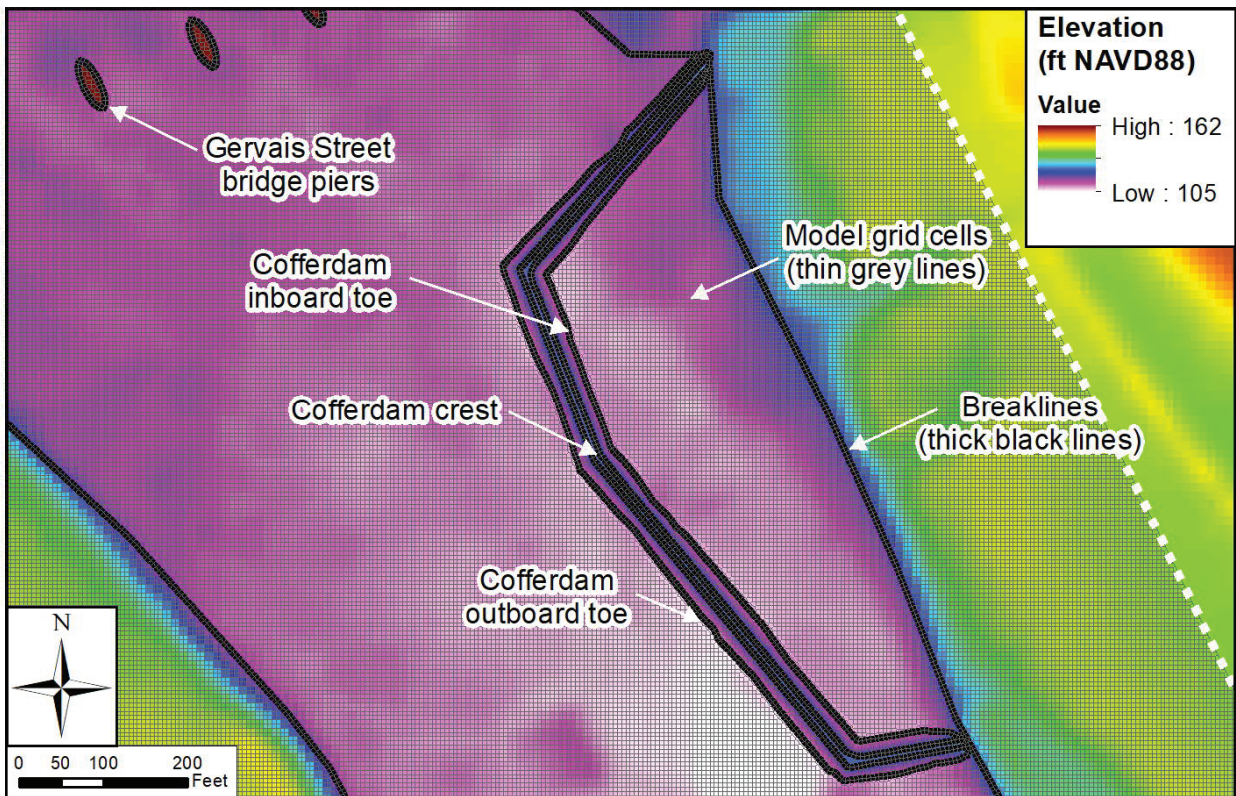 Elevation
(ft NAVD88)
Value
High : 162
Low : 105
Gervais Street
bridge piers
Model grid cells
(thin grey lines)
Cofferdam
inboard toe
Cofferdam crest
Breaklines
(thick black lines)
Cofferdam
outboard toe
N
0 50 100 200
Feet